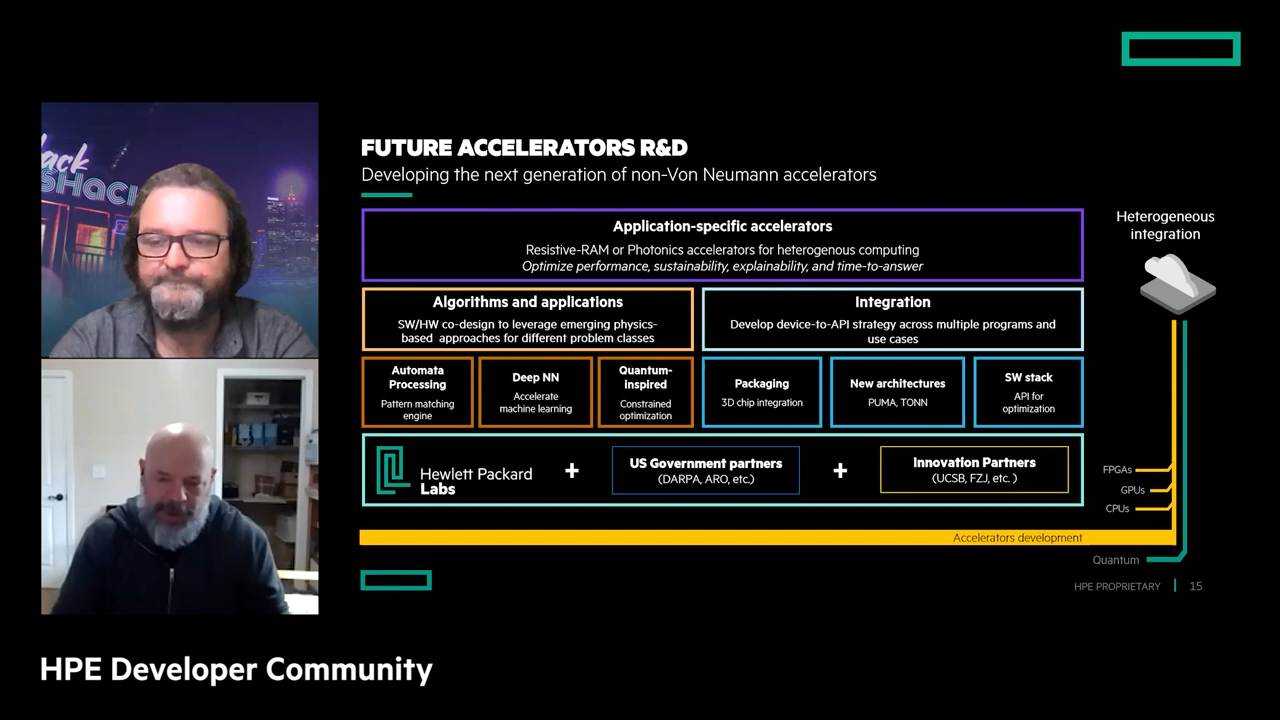 ack
SHACK
FUTURE ACCELERATORS R&D
Developing the next generation of non-Von Neumann accelerators
Application-specific accelerators
Resistive-RAM or Photonics accelerators for heterogenous computing
Optimize performance, sustainability, explainability, and time-to-answer
Algorithms and applications
SW/HW co-design to leverage emerging physics-
based approaches for different problem classes
Integration
Develop device-to-API strategy across multiple programs and
use cases
Automata
Processing
Pattern matching
engine
Deep NN
Accelerate
machine learning
Quantum-
inspired
Constrained
optimization
Packaging
3D chip integration
New architectures
PUMA, TONN
SW stack
API for
optimization
Hewlett Packard
Labs
+
US Government partners
(DARPA, ARO, etc.)
+
Innovation Partners
(UCSB, FZJ, etc. )
Heterogeneous
integration
FPGAs
GPUs
CPUs
Accelerators development
Quantum
HPE PROPRIETARY
15
HPE Developer Community